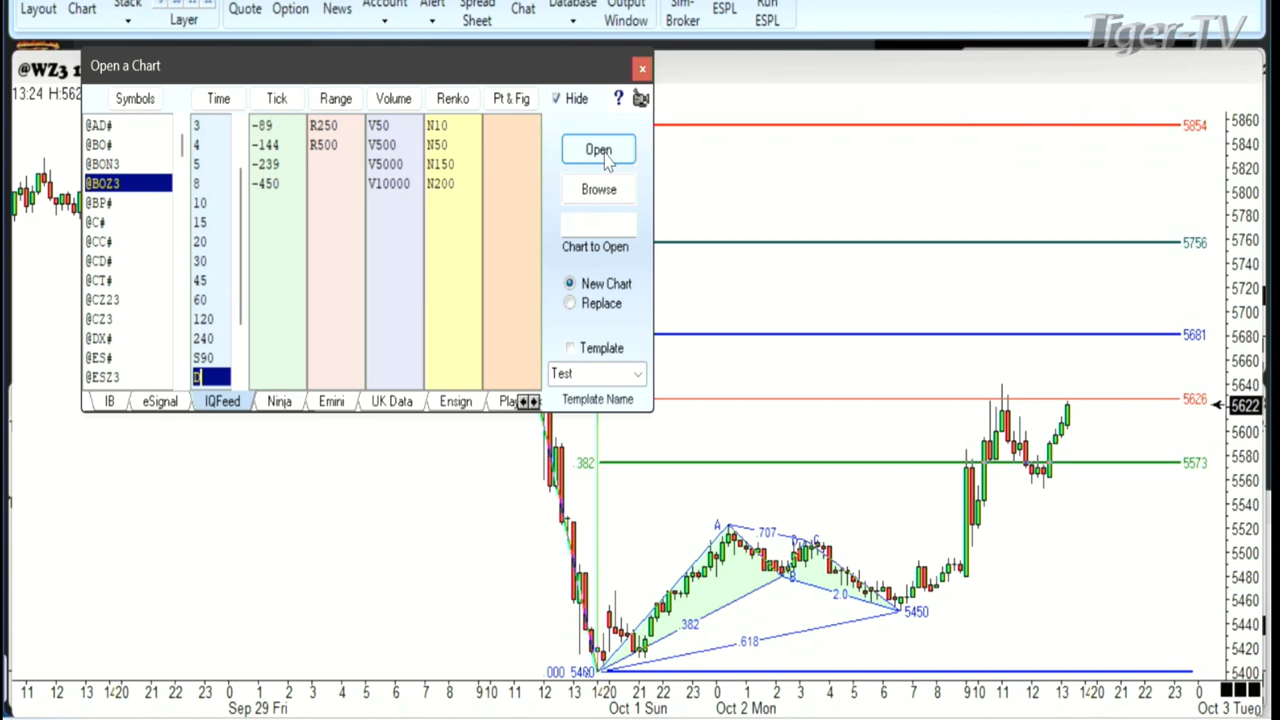 Layout Chart Stack Layer Quote Option News Account Alert Spread Sheet Chat Database Output Window Sim-Broker ESPL Run ESPL
Tiger-TV
@WZ3 1
13:24 H:562
Open a Chart
Symbols Time Tick Range Volume Renko Pt & Fig Hide ?
@AD# 3 -89 R250 V50 N10
@BO# 4 -144 R500 V500 N50
@BON3 5 -239 V5000 N150
@BOZ3 8 -450 V10000 N200
@BP# 10
@C# 15
@CC# 20
@CD# 30
@CT# 45
@CZ23 60
@CZ3 120
@DX# 240
@ES# S90
@ESZ3 D
Open
Browse
Chart to Open
New Chart
Replace
Template
Test
Template Name
IB eSignal IQFeed Ninja Emini UK Data Ensign
5854
5756
5681
5626
5622
5573
.382
A .707 C
B
2.0
5450
.382
.618
.000
5860
5840
5820
5800
5780
5760
5740
5720
5700
5680
5660
5640
5600
5580
5560
5540
5520
5500
5480
5460
5440
5420
5400
11 12 13 20 21 22 23 0 1 2 3 4 5 6 7 8 9 10 11 12 13 20 21 22 23 0 1 2 3 4 5 6 7 8 9 10 11 12 13 20 21 22 23 0
Sep 29 Fri Oct 1 Sun Oct 2 Mon Oct 3 Tue